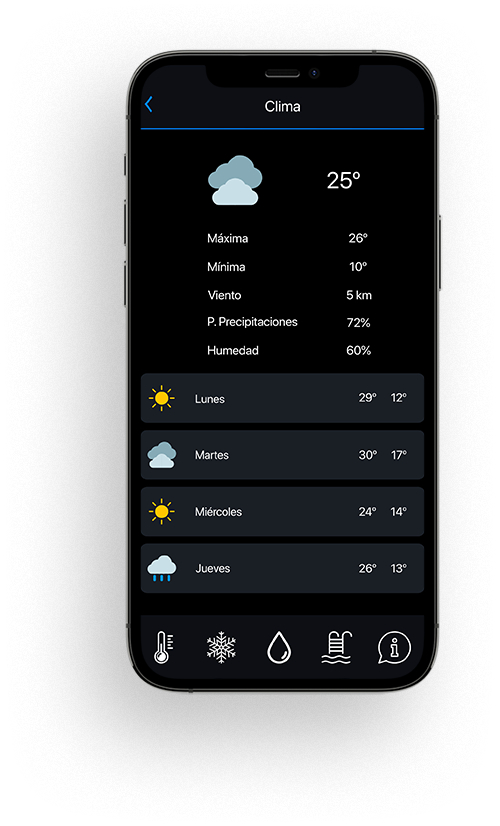 Clima
25º
Máxima 26º
Mínima 10º
Viento 5 km
P. Precipitaciones 72%
Humedad 60%
Lunes 29º 12º
Martes 30º 17º
Miércoles 24º 14º
Jueves 26º 13º